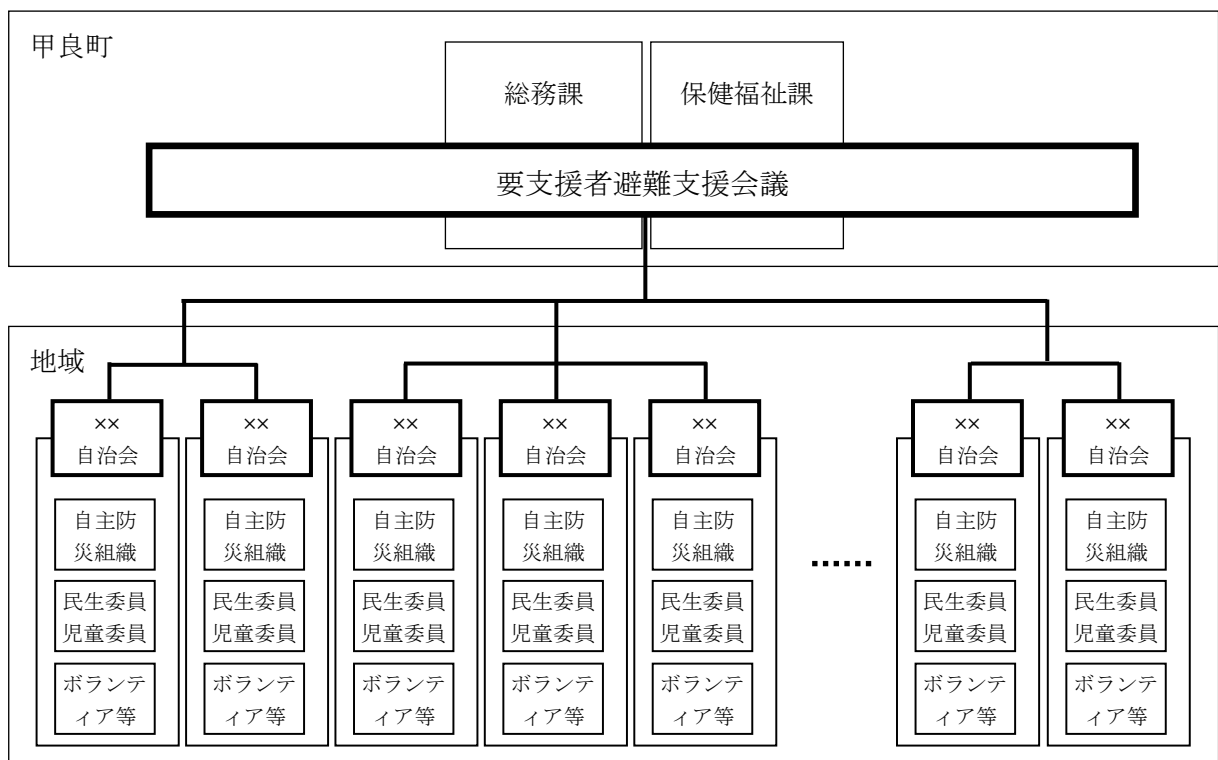 甲良町
総務課
保健福祉課
要支援者避難支援会議
地域
××
自治会
××
自治会
××
自治会
××
自治会
××
自治会
××
自治会
××
自治会
自主防
災組織
自主防
災組織
自主防
災組織
自主防
災組織
自主防
災組織
……
自主防
災組織
自主防
災組織
民生委員
児童委員
民生委員
児童委員
民生委員
児童委員
民生委員
児童委員
民生委員
児童委員
民生委員
児童委員
民生委員
児童委員
ボランテ
ィア等
ボランテ
ィア等
ボランテ
ィア等
ボランテ
ィア等
ボランテ
ィア等
ボランテ
ィア等
ボランテ
ィア等